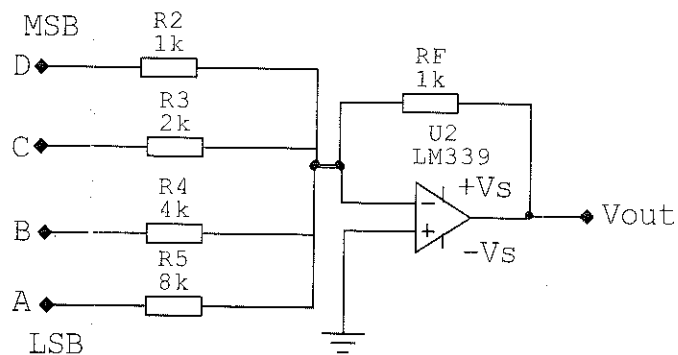 MSB
R2
1k
D
RF
1k
R3
2k
C
U2
LM339
+Vs
−
+
Vout
−Vs
R4
4k
B
R5
8k
A
LSB